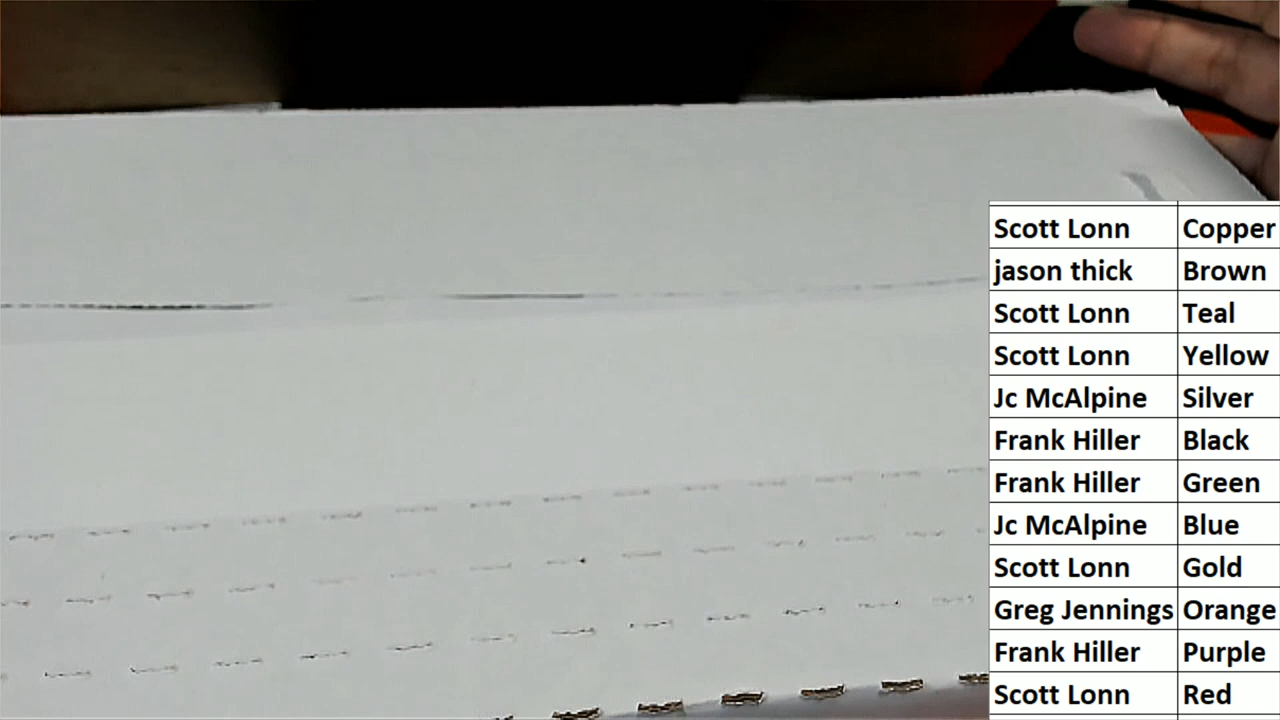 Scott Lonn Copper
jason thick Brown
Scott Lonn Teal
Scott Lonn Yellow
Jc McAlpine Silver
Frank Hiller Black
Frank Hiller Green
Jc McAlpine Blue
Scott Lonn Gold
Greg Jennings Orange
Frank Hiller Purple
Scott Lonn Red